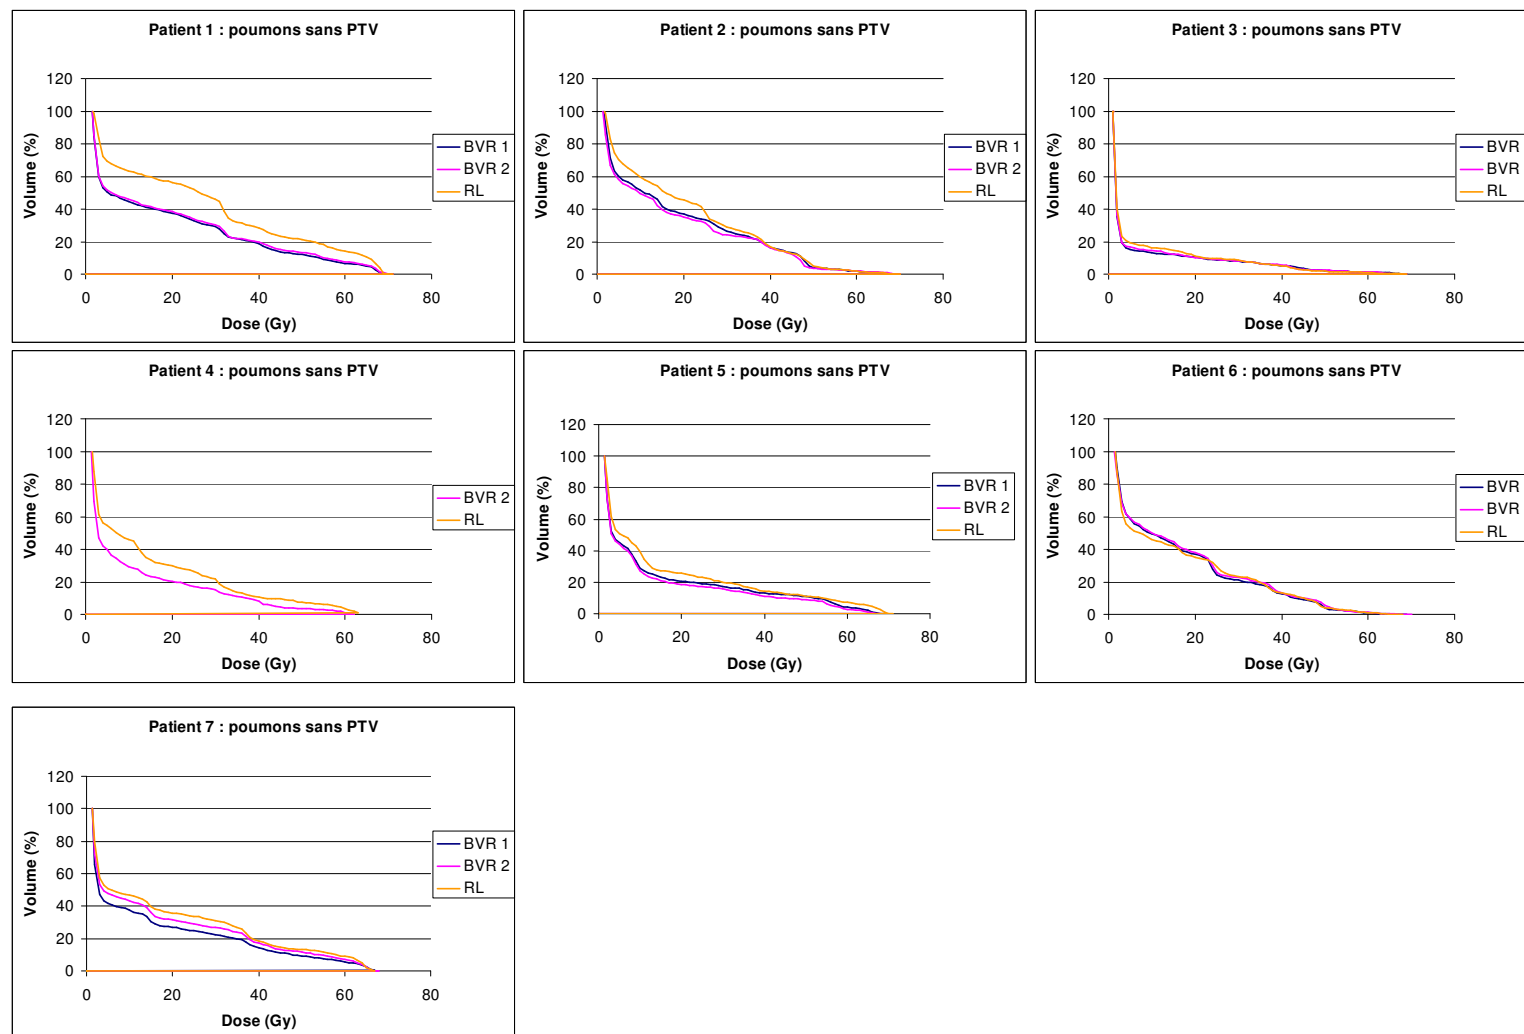 Patient 1 : poumons sans PTV
120
100
80
60
40
20
0
0 20 40 60 80
Volume (%)
Dose (Gy)
BVR 1
BVR 2
RL
Patient 2 : poumons sans PTV
120
100
80
60
40
20
0
0 20 40 60 80
Volume (%)
Dose (Gy)
BVR 1
BVR 2
RL
Patient 3 : poumons sans PTV
120
100
80
60
40
20
0
0 20 40 60 80
Volume (%)
Dose (Gy)
BVR
BVR
RL
Patient 4 : poumons sans PTV
120
100
80
60
40
20
0
0 20 40 60 80
Volume (%)
Dose (Gy)
BVR 2
RL
Patient 5 : poumons sans PTV
120
100
80
60
40
20
0
0 20 40 60 80
Volume (%)
Dose (Gy)
BVR 1
BVR 2
RL
Patient 6 : poumons sans PTV
120
100
80
60
40
20
0
0 20 40 60 80
Volume (%)
Dose (Gy)
BVR
BVR
RL
Patient 7 : poumons sans PTV
120
100
80
60
40
20
0
0 20 40 60 80
Volume (%)
Dose (Gy)
BVR 1
BVR 2
RL